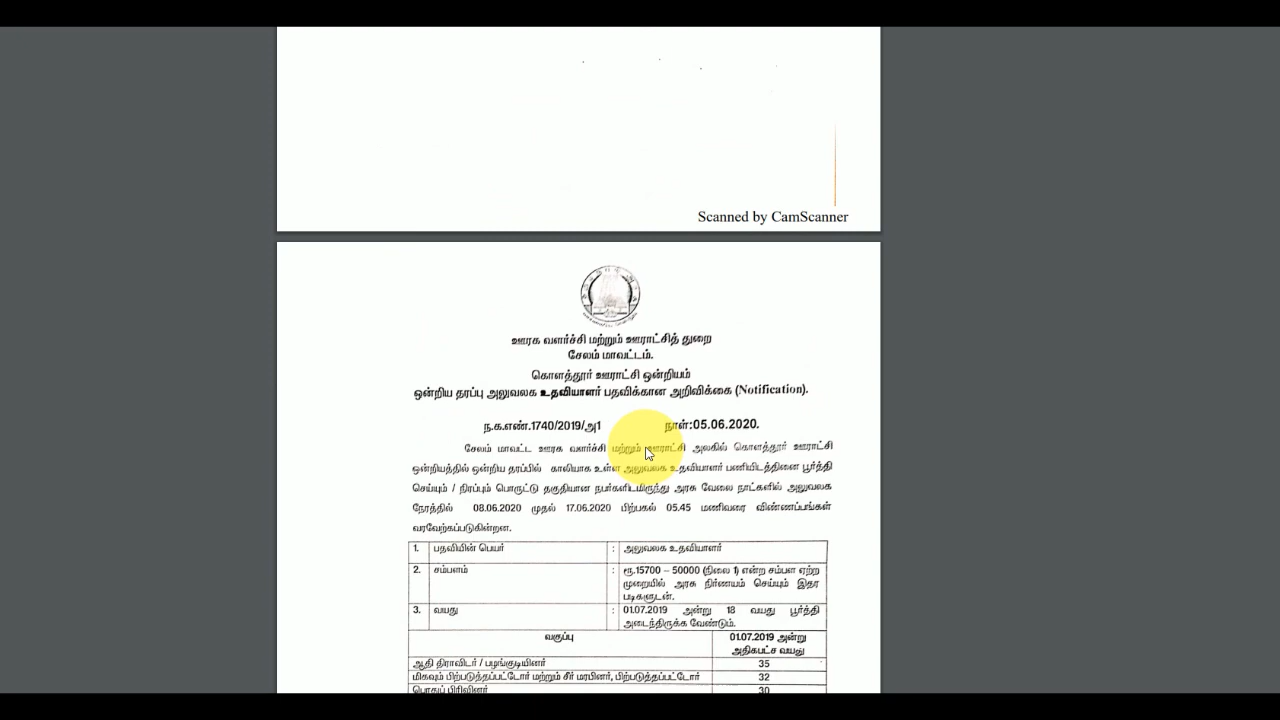 Scanned by CamScanner
ஊரக வளர்ச்சி மற்றும் ஊராட்சித் துறை
சேலம் மாவட்டம்.
கொளத்தூர் ஊராட்சி ஒன்றியம்
ஒன்றிய தரப்பு அலுவலக உதவியாளர் பதவிக்கான அறிவிக்கை (Notification).
ந.க.எண்.1740/2019/அ1 நாள்:05.06.2020.
சேலம் மாவட்ட ஊரக வளர்ச்சி மற்றும் ஊராட்சி அலகில் கொளத்தூர் ஊராட்சி
ஒன்றியத்தில் ஒன்றிய தரப்பில் காலியாக உள்ள அலுவலக உதவியாளர் பணியிடத்தினை பூர்த்தி
செய்யும் / நிரப்பும் பொருட்டு தகுதியான நபர்களிடமிருந்து அரசு வேலை நாட்களில் அலுவலக
நேரத்தில் 08.06.2020 முதல் 17.06.2020 பிற்பகல் 05.45 மணிவரை விண்ணப்பங்கள்
வரவேற்கப்படுகின்றன.
1. பதவியின் பெயர் : அலுவலக உதவியாளர்
2. சம்பளம் : ரூ.15700 – 50000 (நிலை 1) என்ற சம்பள ஏற்ற
முறையில் அரசு நிர்ணயம் செய்யும் இதர
படிகளுடன்.
3. வயது : 01.07.2019 அன்று 18 வயது பூர்த்தி
அடைந்திருக்க வேண்டும்.
வகுப்பு 01.07.2019 அன்று
அதிகபட்ச வயது
ஆதி திராவிடர் / பழங்குடியினர் 35
மிகவும் பிற்படுத்தப்பட்டோர் மற்றும் சீர் மரபினர், பிற்படுத்தப்பட்டோர் 32
பொதுப் பிரிவினர் 30